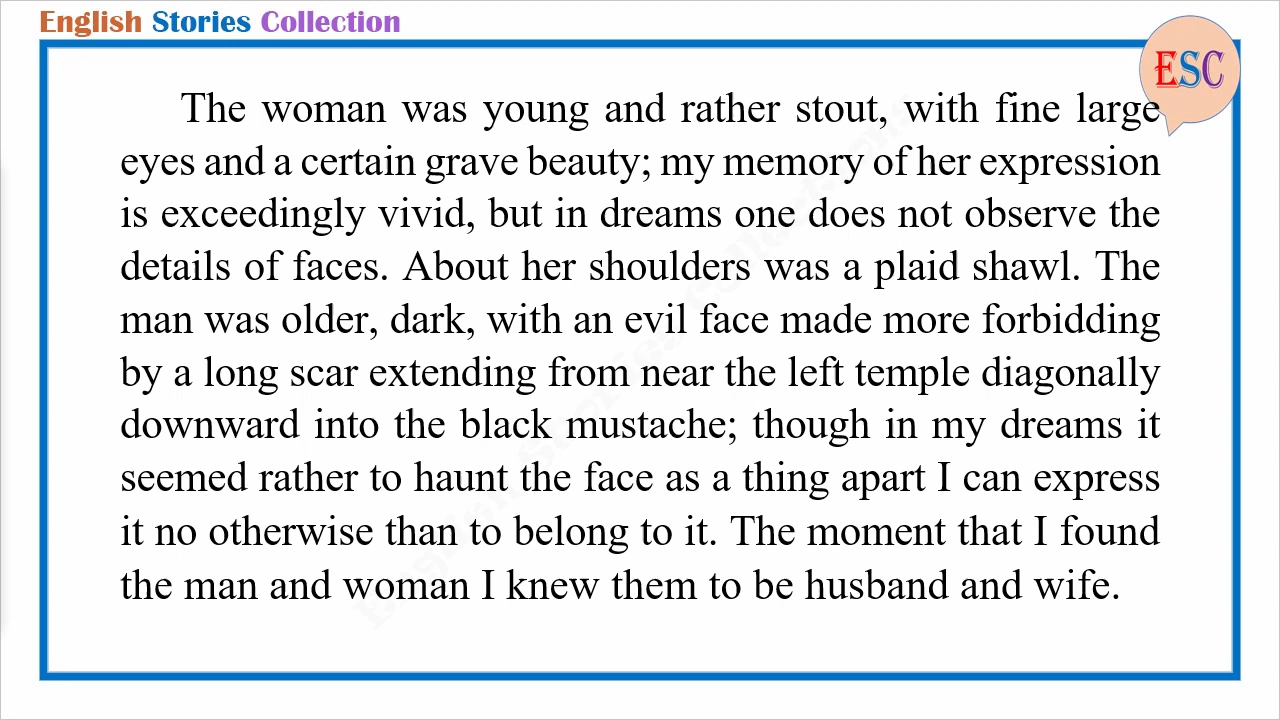 English Stories Collection
ESC
The woman was young and rather stout, with fine large
eyes and a certain grave beauty; my memory of her expression
is exceedingly vivid, but in dreams one does not observe the
details of faces. About her shoulders was a plaid shawl. The
man was older, dark, with an evil face made more forbidding
by a long scar extending from near the left temple diagonally
downward into the black mustache; though in my dreams it
seemed rather to haunt the face as a thing apart I can express
it no otherwise than to belong to it. The moment that I found
the man and woman I knew them to be husband and wife.